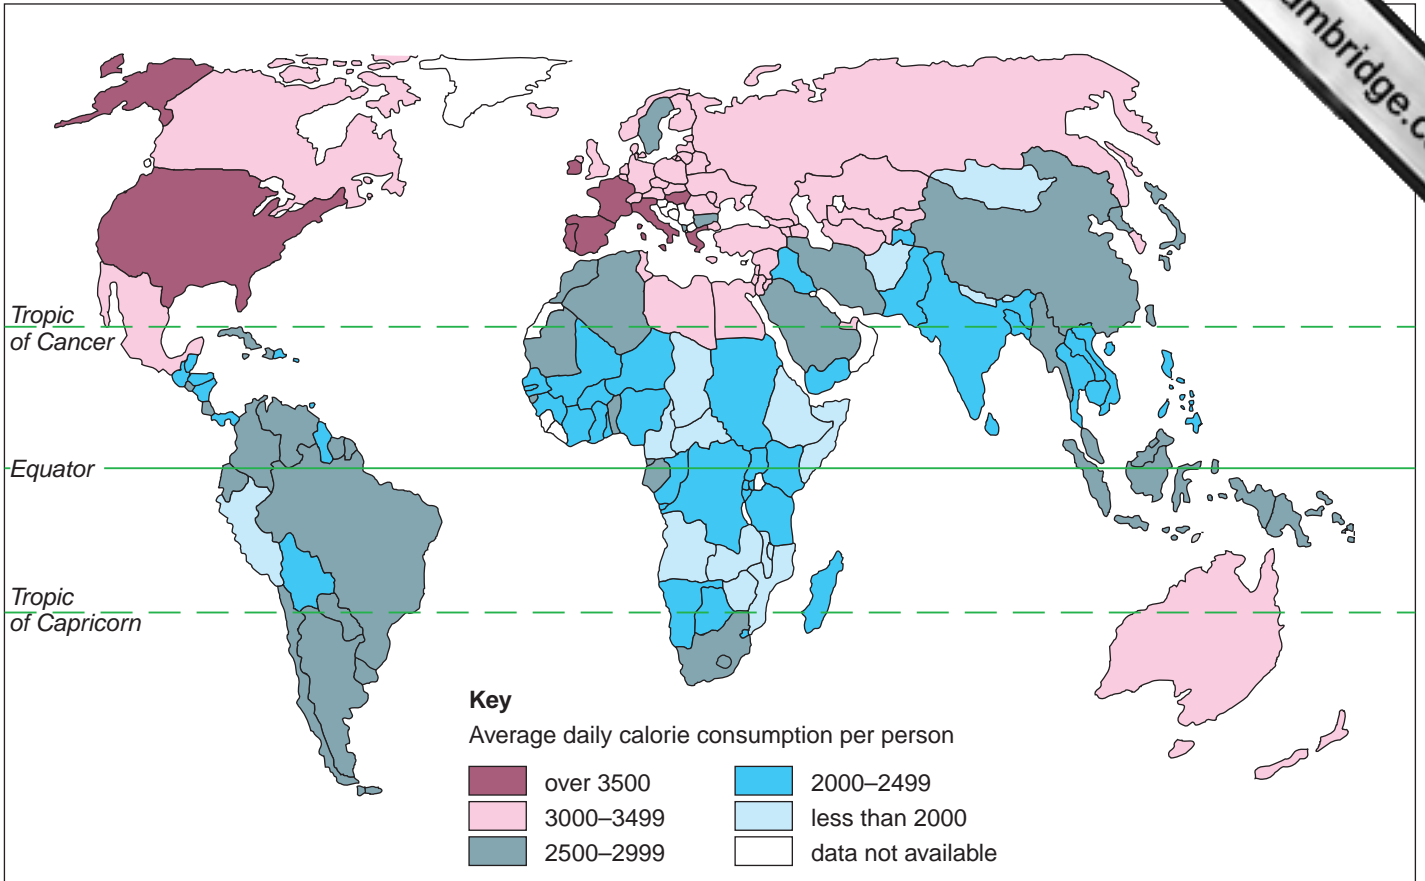 Tropic
of Cancer
Equator
Tropic
of Capricorn
Key
Average daily calorie consumption per person
over 3500
3000–3499
2500–2999
2000–2499
less than 2000
data not available